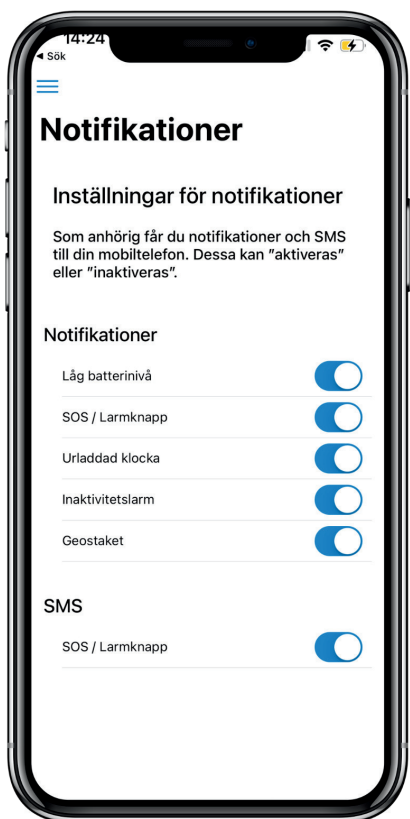 14:24
◀ Sök
Notifikationer
Inställningar för notifikationer
Som anhörig får du notifikationer och SMS
till din mobiltelefon. Dessa kan "aktiveras"
eller "inaktiveras".
Notifikationer
Låg batterinivå
SOS / Larmknapp
Urladdad klocka
Inaktivitetslarm
Geostaket
SMS
SOS / Larmknapp